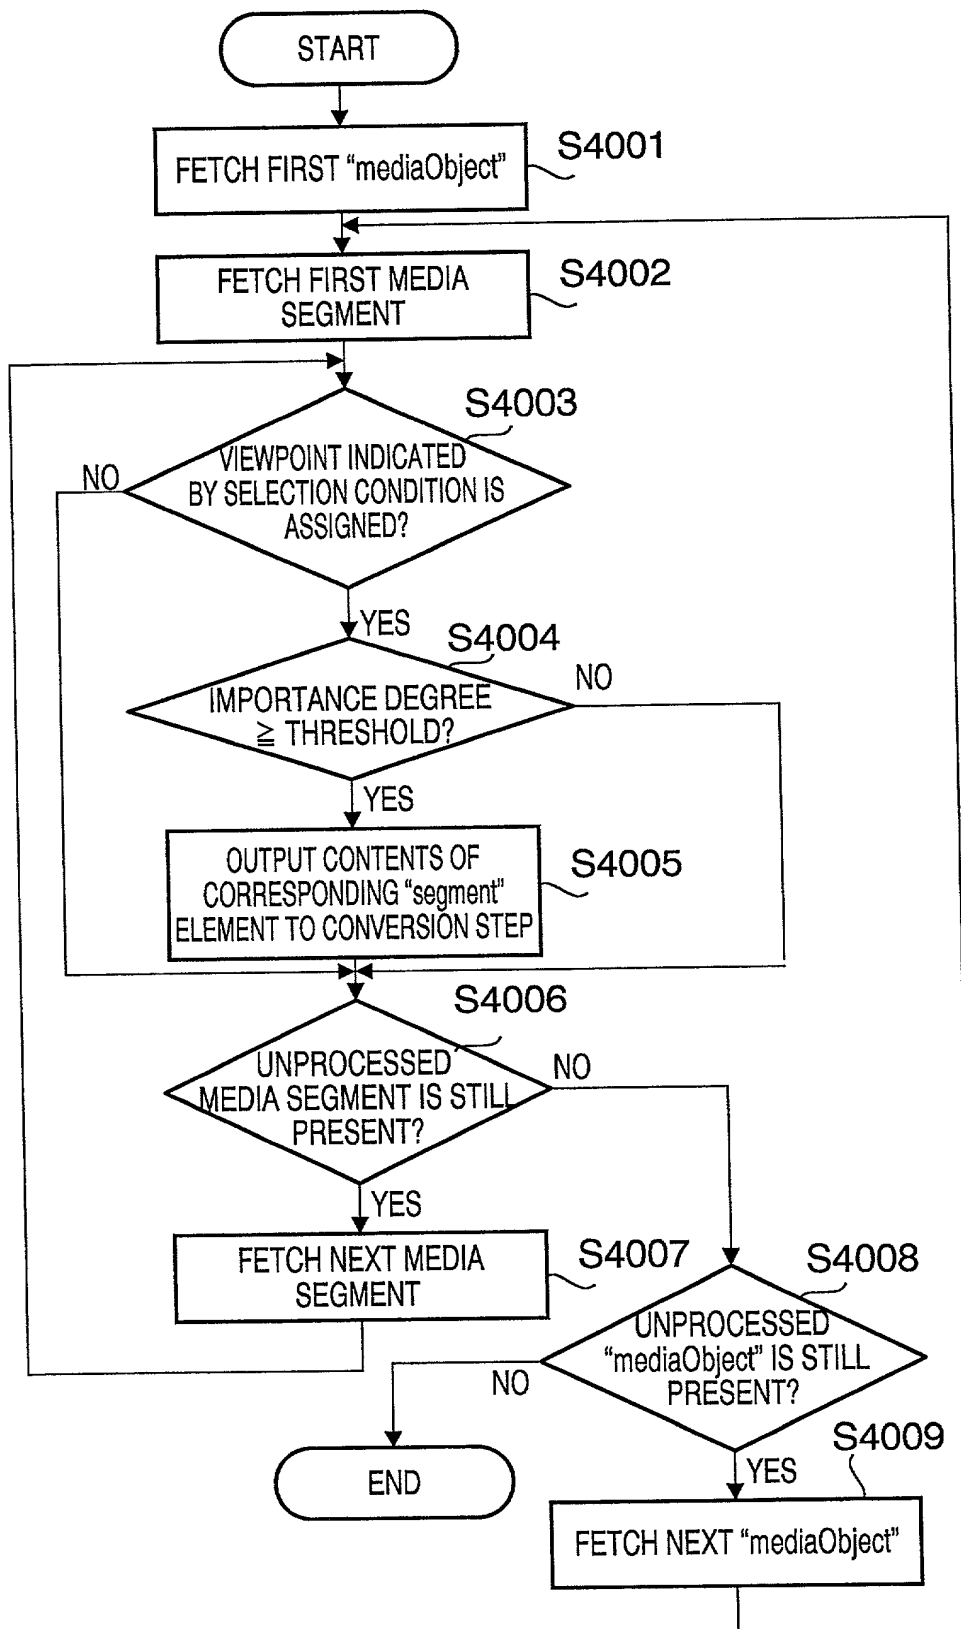 START
FETCH FIRST “mediaObject”
S4001
FETCH FIRST MEDIA
SEGMENT
S4002
S4003
VIEWPOINT INDICATED
BY SELECTION CONDITION IS
ASSIGNED?
NO
YES
S4004
IMPORTANCE DEGREE
≧ THRESHOLD?
NO
YES
OUTPUT CONTENTS OF
CORRESPONDING “segment”
ELEMENT TO CONVERSION STEP
S4005
S4006
UNPROCESSED
MEDIA SEGMENT IS STILL
PRESENT?
NO
YES
FETCH NEXT MEDIA
SEGMENT
S4007
S4008
UNPROCESSED
“mediaObject” IS STILL
PRESENT?
NO
END
YES
S4009
FETCH NEXT “mediaObject”